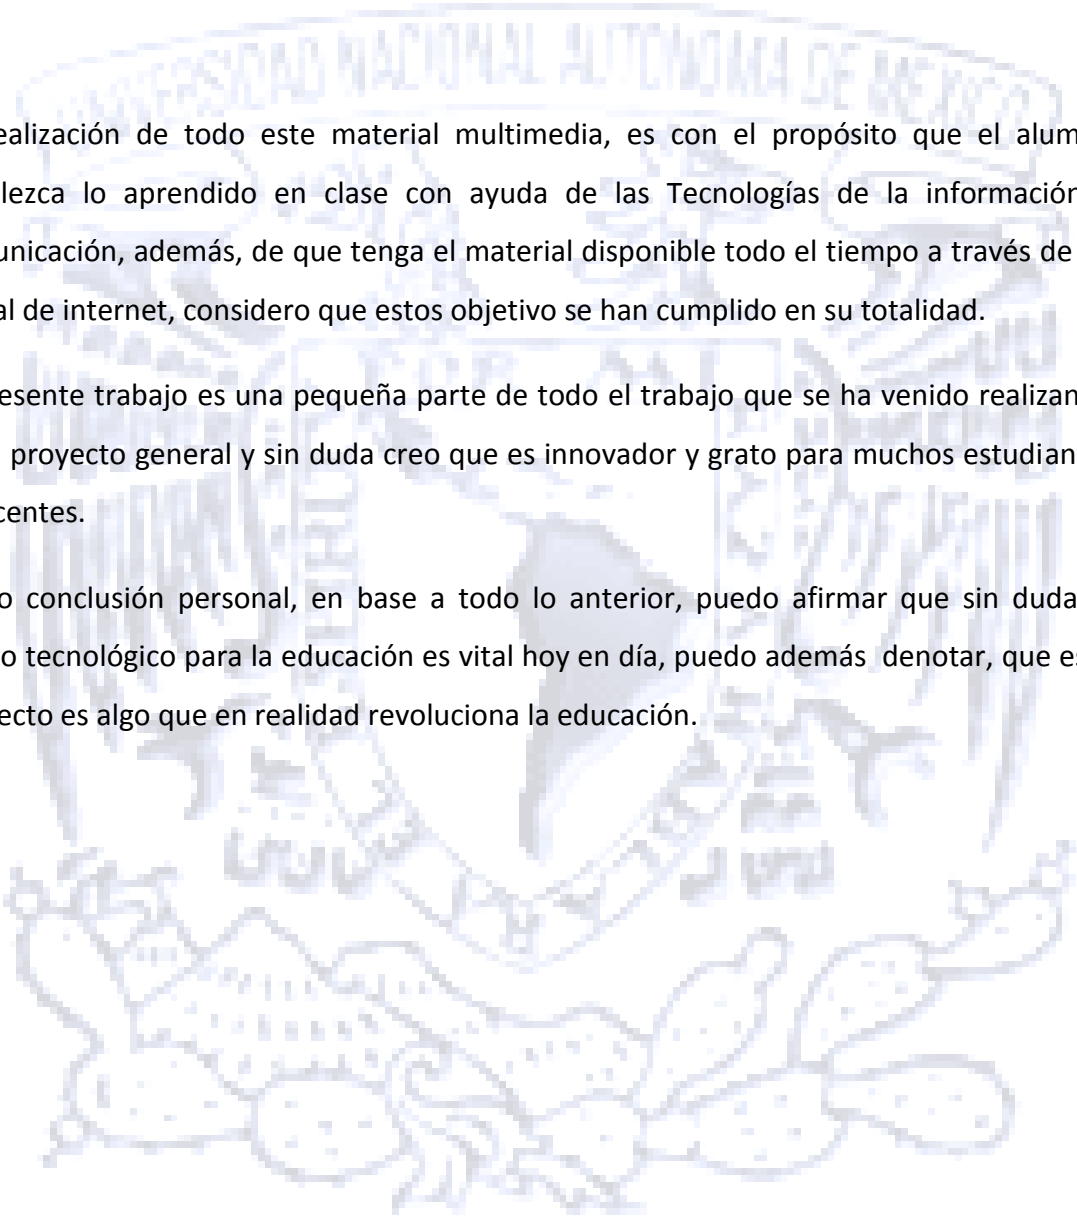 UNIVERSIDAD NACIONAL AUTONOMA DE MEXICO
ealización de todo este material multimedia, es con el propósito que el alum
lezca lo aprendido en clase con ayuda de las Tecnologías de la información
unicación, además, de que tenga el material disponible todo el tiempo a través de
al de internet, considero que estos objetivo se han cumplido en su totalidad.
esente trabajo es una pequeña parte de todo el trabajo que se ha venido realizan
proyecto general y sin duda creo que es innovador y grato para muchos estudian
centes.
o conclusión personal, en base a todo lo anterior, puedo afirmar que sin duda
o tecnológico para la educación es vital hoy en día, puedo además denotar, que es
ecto es algo que en realidad revoluciona la educación.